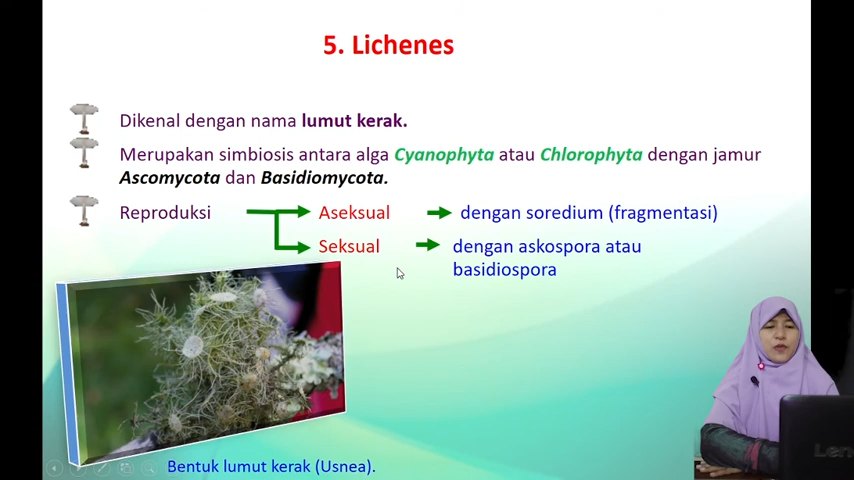 5. Lichenes
Dikenal dengan nama lumut kerak.
Merupakan simbiosis antara alga Cyanophyta atau Chlorophyta dengan jamur
Ascomycota dan Basidiomycota.
Reproduksi Aseksual dengan soredium (fragmentasi)
Seksual dengan askospora atau
basidiospora
Bentuk lumut kerak (Usnea).